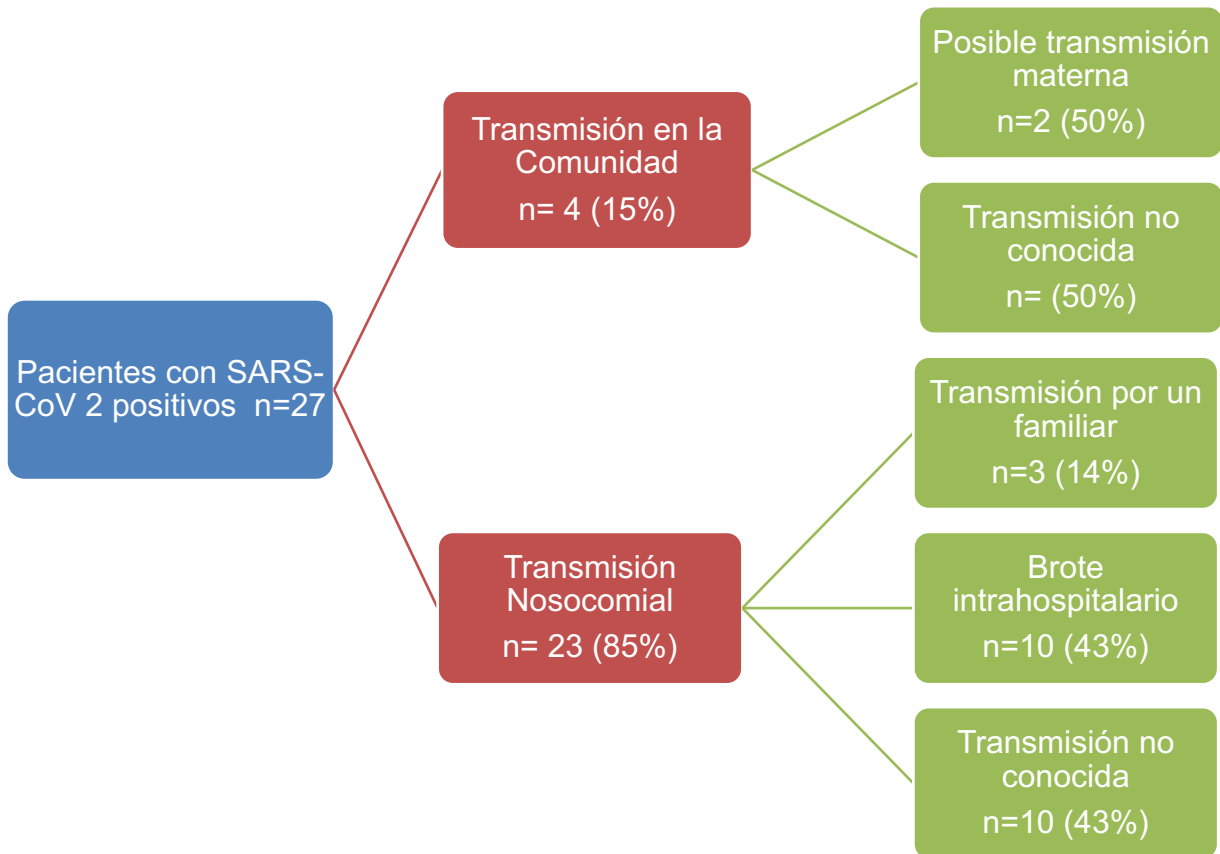 Pacientes con SARS-
CoV 2 positivos n=27
Transmisión en la
Comunidad
n= 4 (15%)
Posible transmisión
materna
n=2 (50%)
Transmisión no
conocida
n= (50%)
Transmisión
Nosocomial
n= 23 (85%)
Transmisión por un
familiar
n=3 (14%)
Brote
intrahospitalario
n=10 (43%)
Transmisión no
conocida
n=10 (43%)